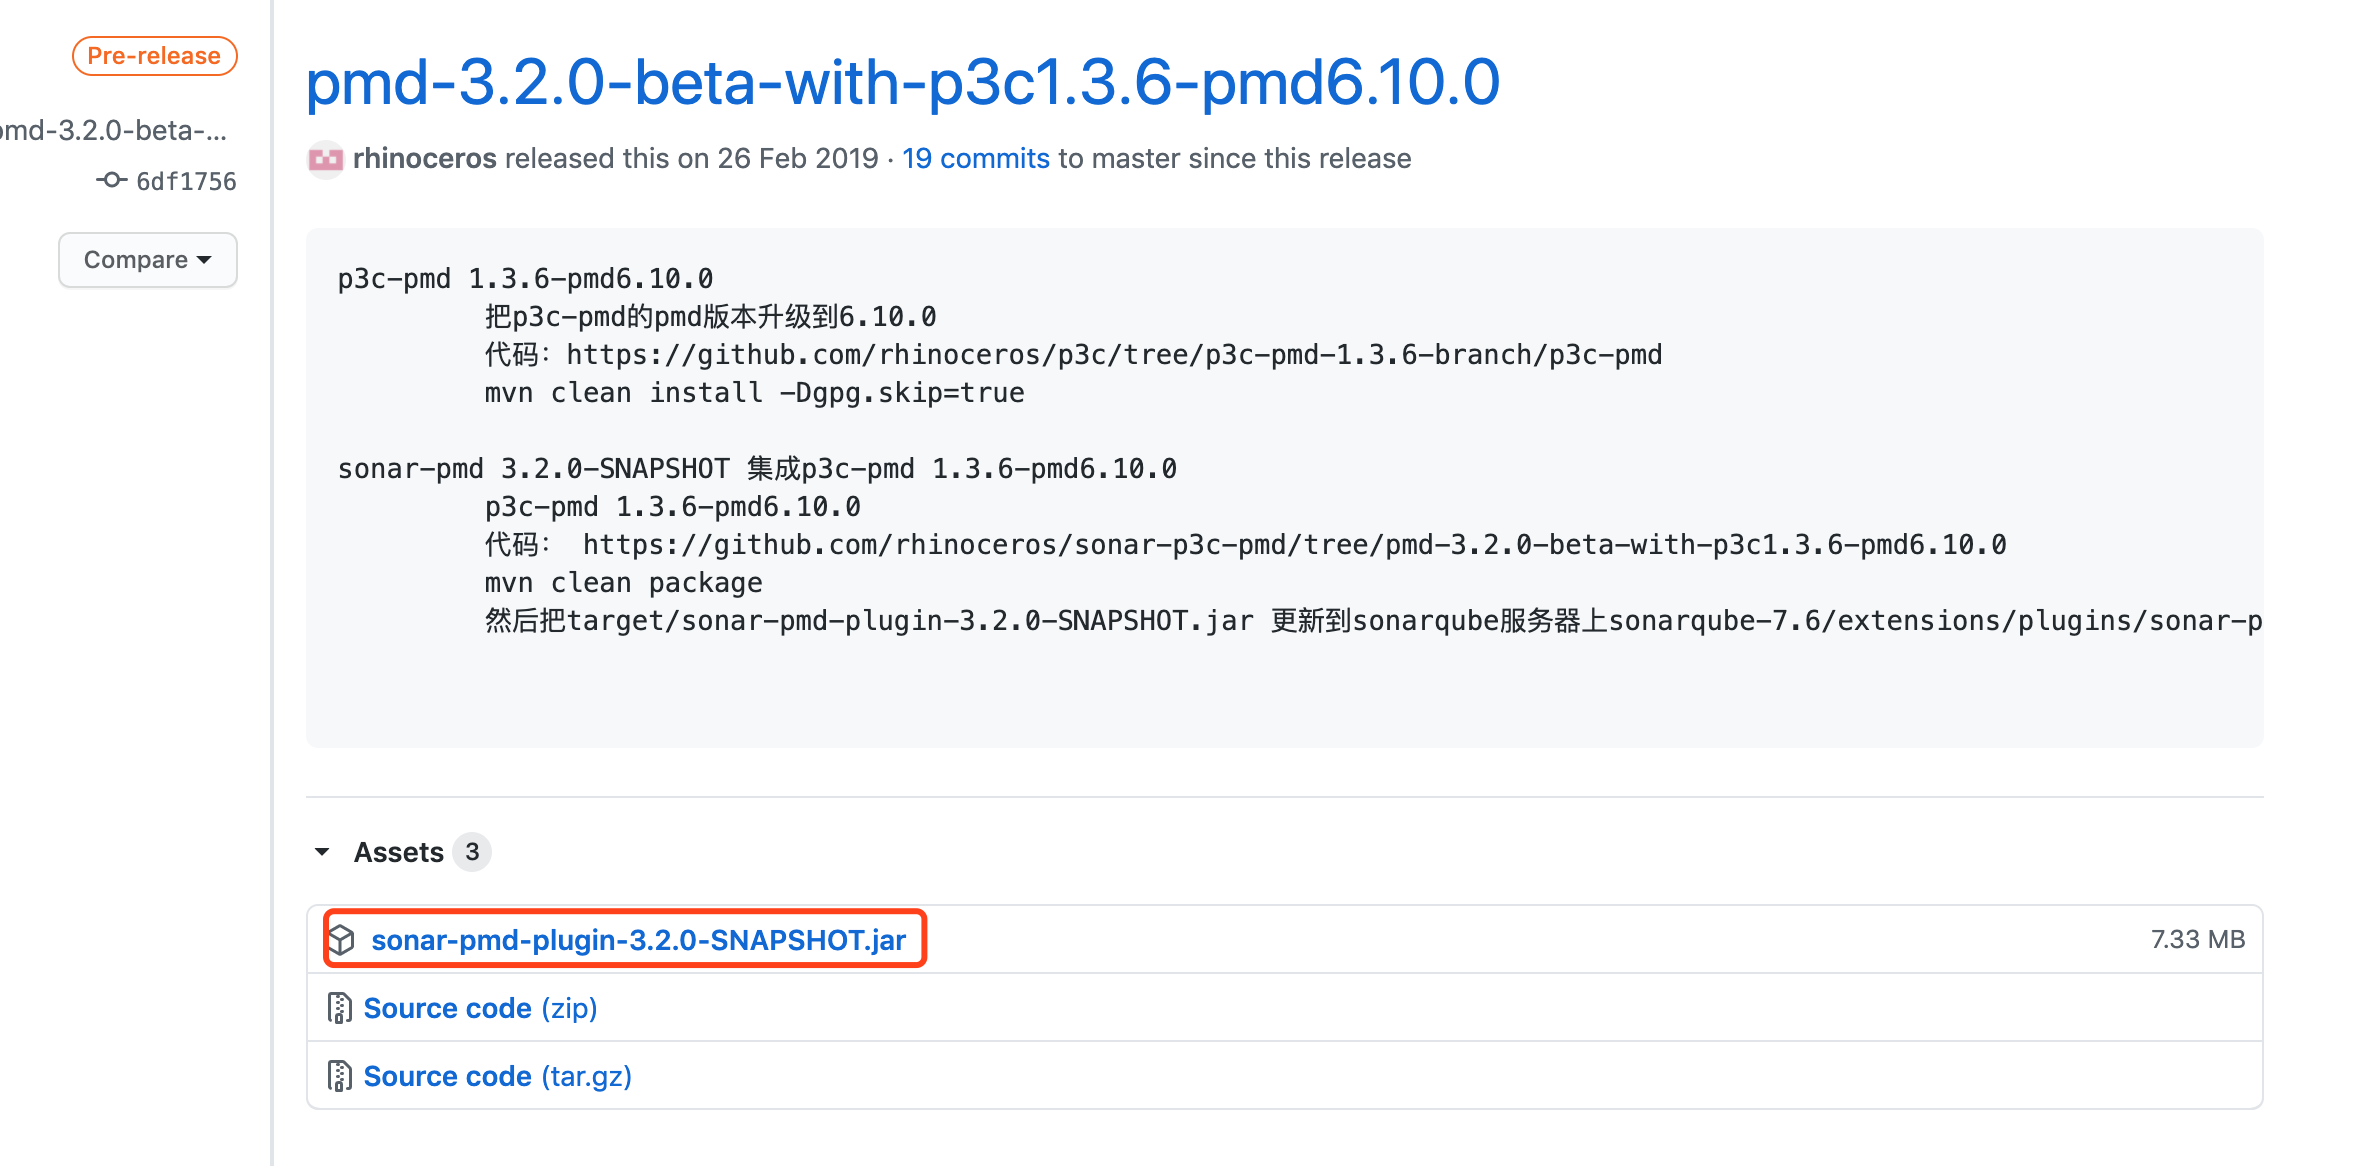 Pre-release
pmd-3.2.0-beta-...
6df1756
Compare
pmd-3.2.0-beta-with-p3c1.3.6-pmd6.10.0
rhinoceros released this on 26 Feb 2019 · 19 commits to master since this release
p3c-pmd 1.3.6-pmd6.10.0
把p3c-pmd的pmd版本升级到6.10.0
代码：https://github.com/rhinoceros/p3c/tree/p3c-pmd-1.3.6-branch/p3c-pmd
mvn clean install -Dgpg.skip=true
sonar-pmd 3.2.0-SNAPSHOT 集成p3c-pmd 1.3.6-pmd6.10.0
p3c-pmd 1.3.6-pmd6.10.0
代码： https://github.com/rhinoceros/sonar-p3c-pmd/tree/pmd-3.2.0-beta-with-p3c1.3.6-pmd6.10.0
mvn clean package
然后把target/sonar-pmd-plugin-3.2.0-SNAPSHOT.jar 更新到sonarqube服务器上sonarqube-7.6/extensions/plugins/sonar-p
Assets 3
sonar-pmd-plugin-3.2.0-SNAPSHOT.jar 7.33 MB
Source code (zip)
Source code (tar.gz)